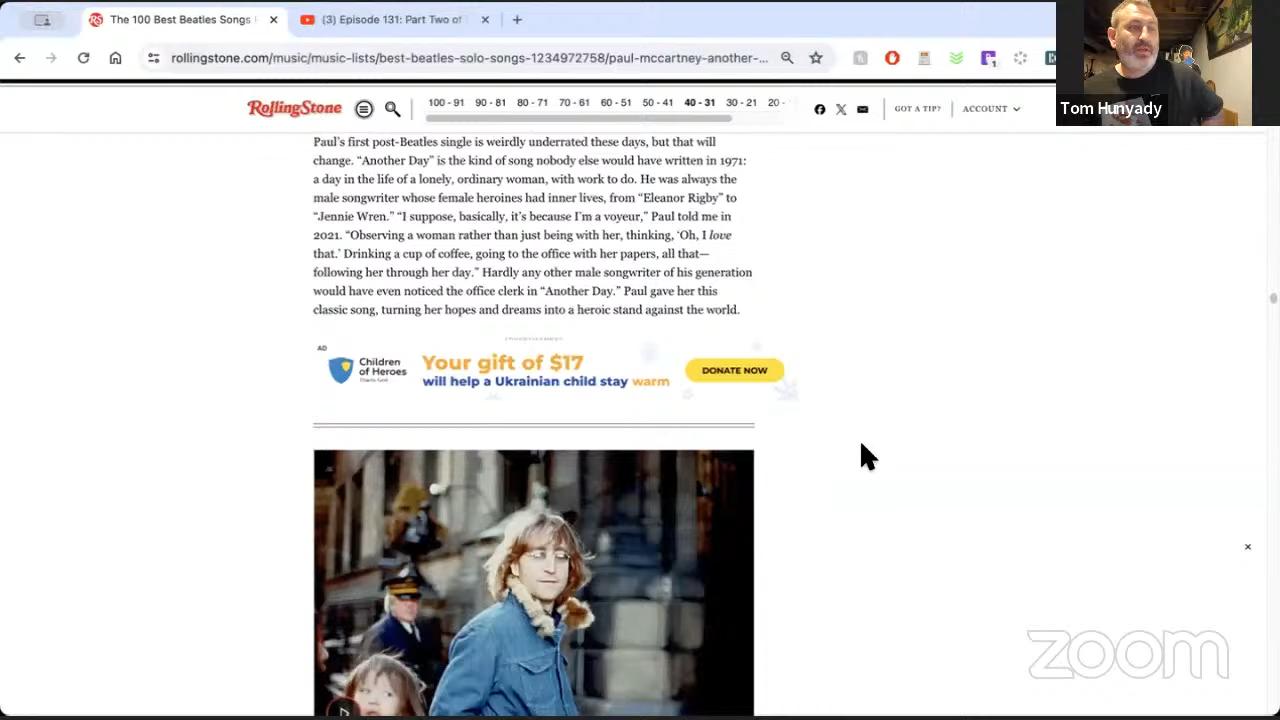 The 100 Best Beatles Songs
(3) Episode 131: Part Two of
rollingstone.com/music/music-lists/best-beatles-solo-songs-1234972758/paul-mccartney-another-...
Tom Hunyady
RollingStone
100 - 91 90 - 81 80 - 71 70 - 61 60 - 51 50 - 41 40 - 31 30 - 21 20 -
GOT A TIP?
ACCOUNT
Paul's first post-Beatles single is weirdly underrated these days, but that will
change. “Another Day” is the kind of song nobody else would have written in 1971:
a day in the life of a lonely, ordinary woman, with work to do. He was always the
male songwriter whose female heroines had inner lives, from “Eleanor Rigby” to
“Jennie Wren.” “I suppose, basically, it's because I'm a voyeur,” Paul told me in
2021. “Observing a woman rather than just being with her, thinking, ‘Oh, I love
that.’ Drinking a cup of coffee, going to the office with her papers, all that—
following her through her day.” Hardly any other male songwriter of his generation
would have even noticed the office clerk in “Another Day.” Paul gave her this
classic song, turning her hopes and dreams into a heroic stand against the world.
AD
Children
of Heroes
Your gift of $17
will help a Ukrainian child stay warm
DONATE NOW
zoom